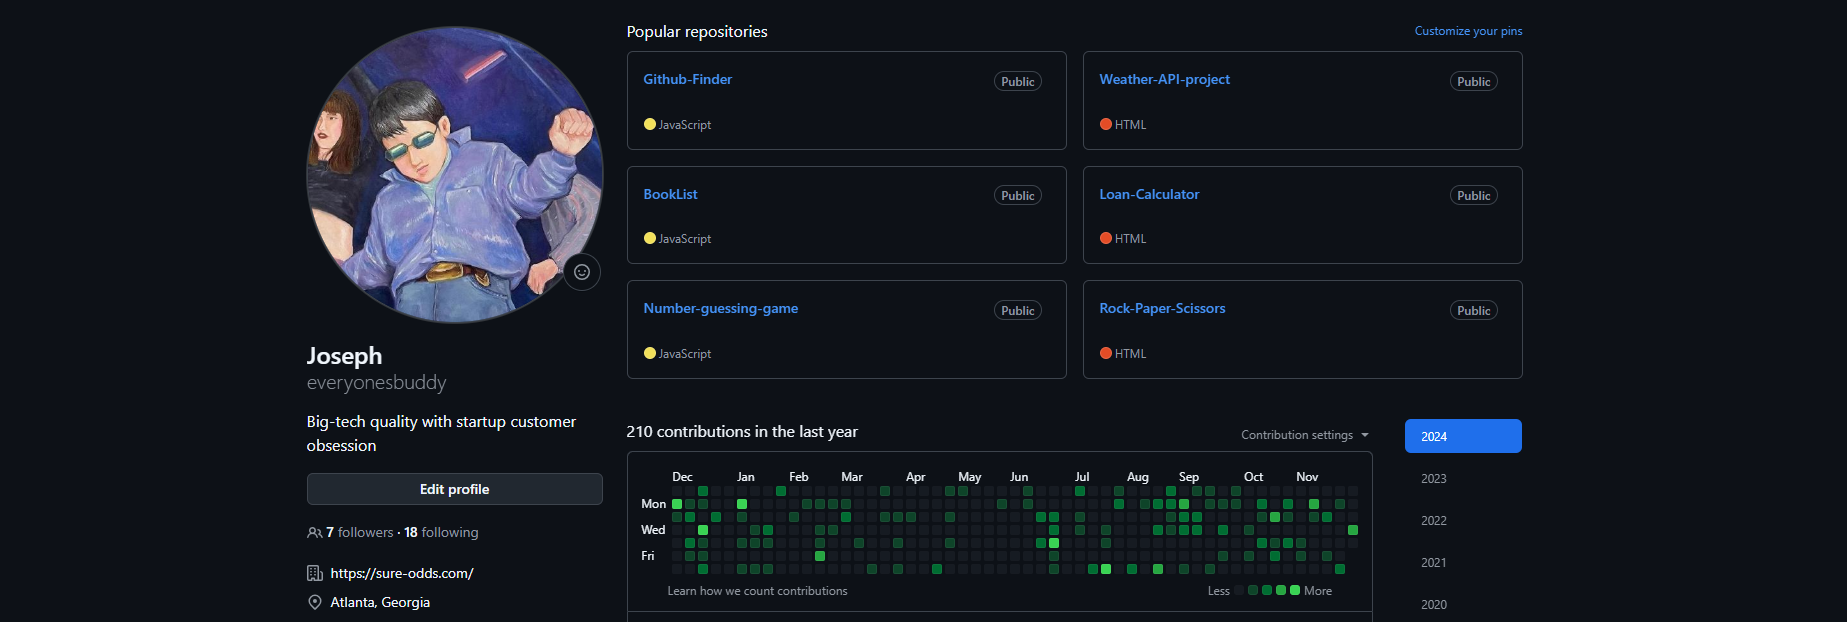 Joseph
everyonesbuddy
Big-tech quality with startup customer
obsession
Edit profile
7 followers · 18 following
https://sure-odds.com/
Atlanta, Georgia
Popular repositories
Customize your pins
Github-Finder
Public
JavaScript
Weather-API-project
Public
HTML
BookList
Public
JavaScript
Loan-Calculator
Public
HTML
Number-guessing-game
Public
JavaScript
Rock-Paper-Scissors
Public
HTML
210 contributions in the last year
Contribution settings
Dec Jan Feb Mar Apr May Jun Jul Aug Sep Oct Nov
Mon
Wed
Fri
Learn how we count contributions
Less More
2024
2023
2022
2021
2020